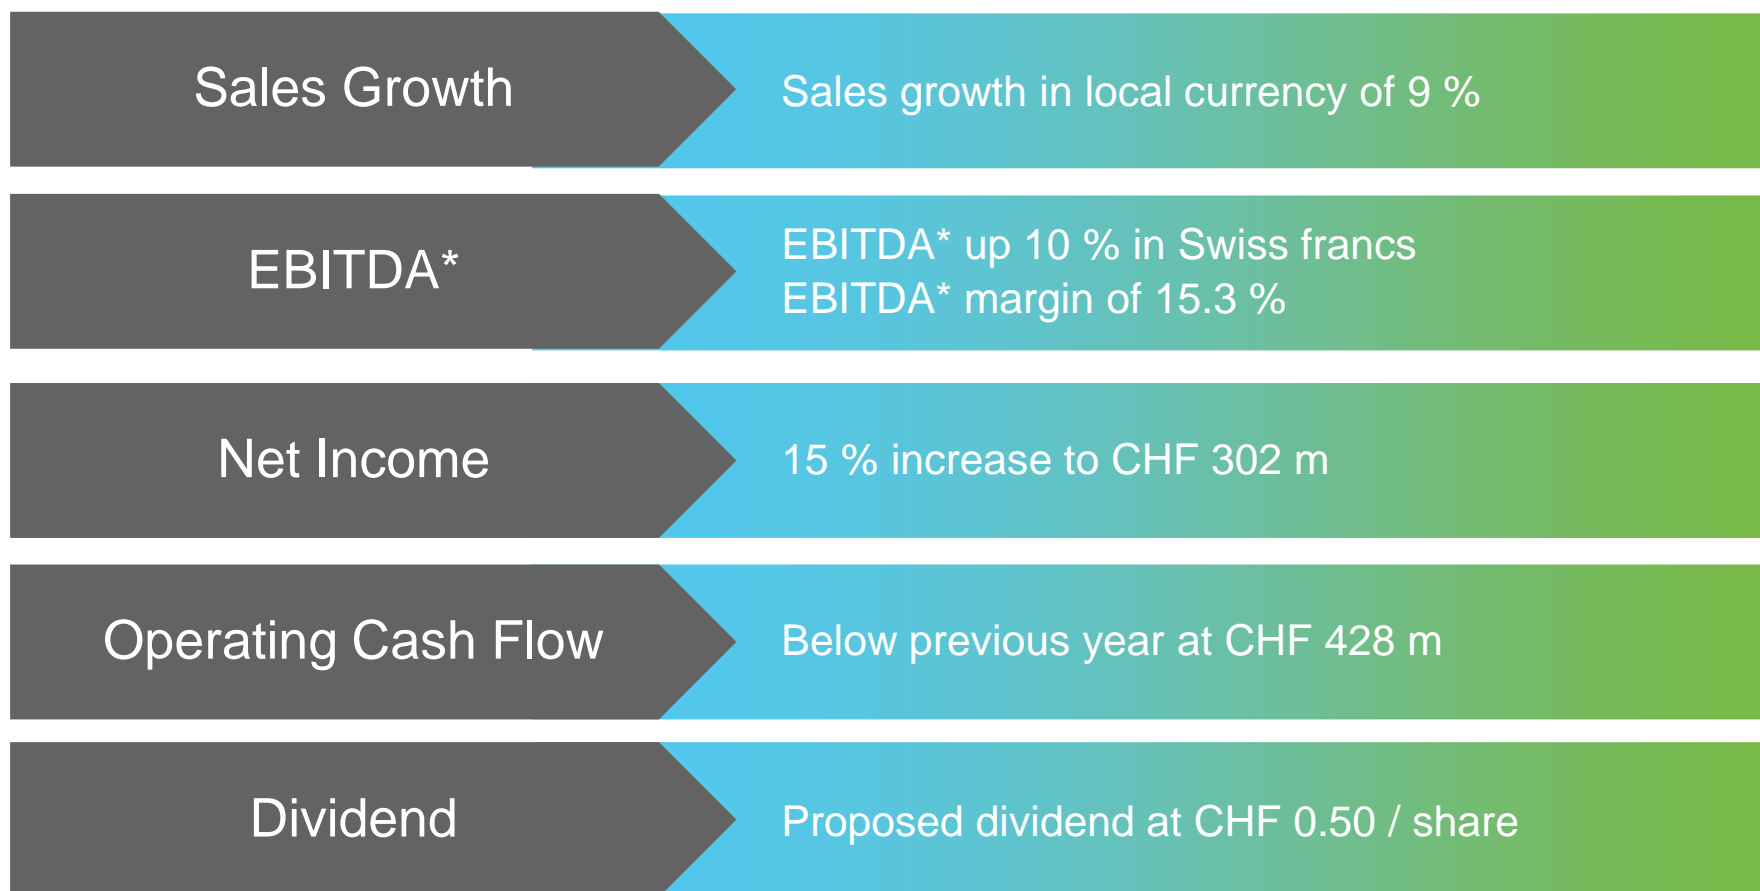 Sales Growth
Sales growth in local currency of 9 %
EBITDA*
EBITDA* up 10 % in Swiss francs
EBITDA* margin of 15.3 %
Net Income
15 % increase to CHF 302 m
Operating Cash Flow
Below previous year at CHF 428 m
Dividend
Proposed dividend at CHF 0.50 / share